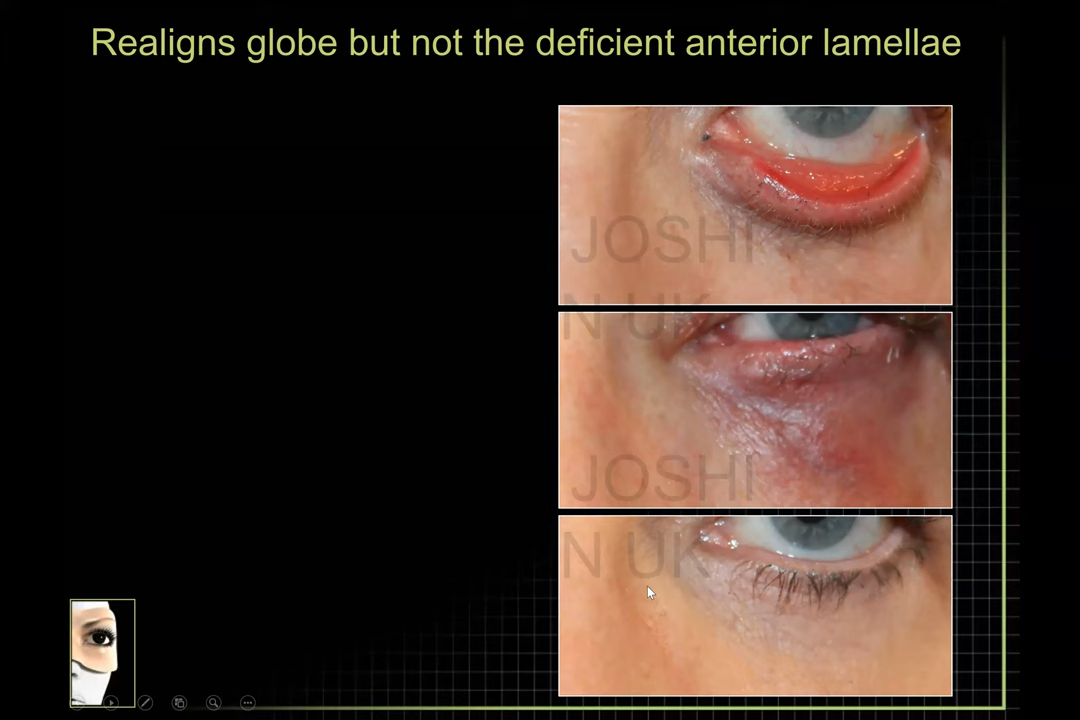 Realigns globe but not the deficient anterior lamellae
JOSHI
N UK
JOSHI
N UK